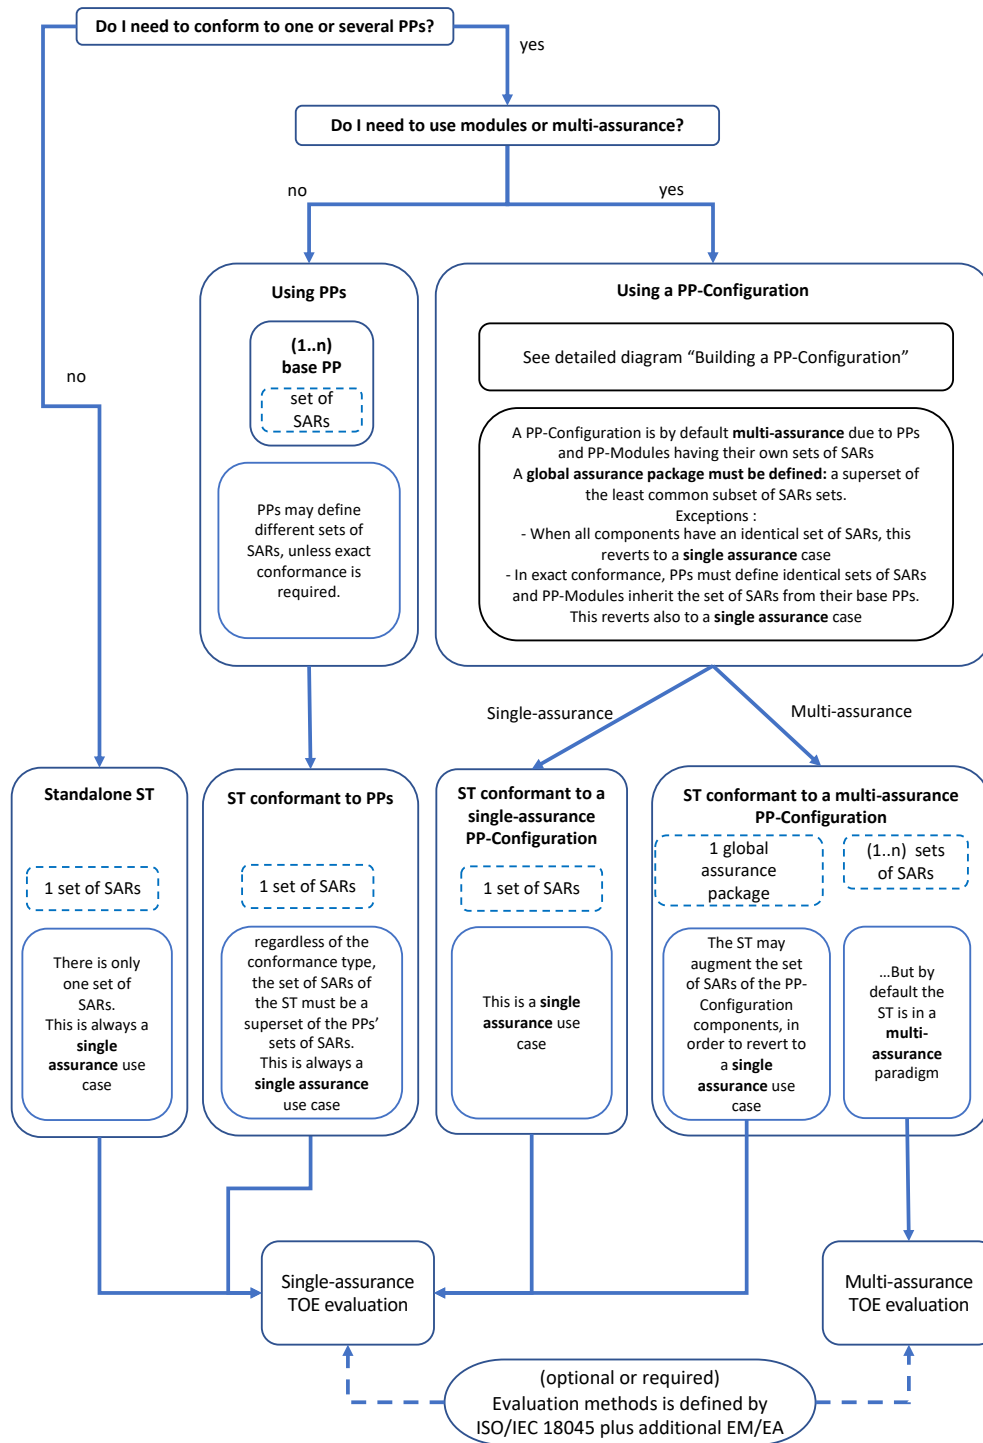 Do I need to conform to one or several PPs?
yes
Do I need to use modules or multi-assurance?
no
yes
Using PPs
(1..n)
base PP
set of
SARs
PPs may define
different sets of
SARs, unless exact
conformance is
required.
Using a PP-Configuration
See detailed diagram “Building a PP-Configuration”
A PP-Configuration is by default multi-assurance due to PPs
and PP-Modules having their own sets of SARs
A global assurance package must be defined: a superset of
the least common subset of SARs sets.
Exceptions :
- When all components have an identical set of SARs, this
reverts to a single assurance case
- In exact conformance, PPs must define identical sets of SARs
and PP-Modules inherit the set of SARs from their base PPs.
This reverts also to a single assurance case
no
Single-assurance
Multi-assurance
Standalone ST
1 set of SARs
There is only
one set of
SARs.
This is always a
single
assurance use
case
ST conformant to PPs
1 set of SARs
regardless of the
conformance type,
the set of SARs of
the ST must be a
superset of the PPs’
sets of SARs.
This is always a
single assurance
use case
ST conformant to a
single-assurance
PP-Configuration
1 set of SARs
This is a single
assurance use
case
ST conformant to a multi-assurance
PP-Configuration
1 global
assurance
package
(1..n) sets
of SARs
The ST may
augment the set
of SARs of the PP-
Configuration
components, in
order to revert to
a single
assurance use
case
...But by
default the
ST is in a
multi-
assurance
paradigm
Single-assurance
TOE evaluation
Multi-assurance
TOE evaluation
(optional or required)
Evaluation methods is defined by
ISO/IEC 18045 plus additional EM/EA